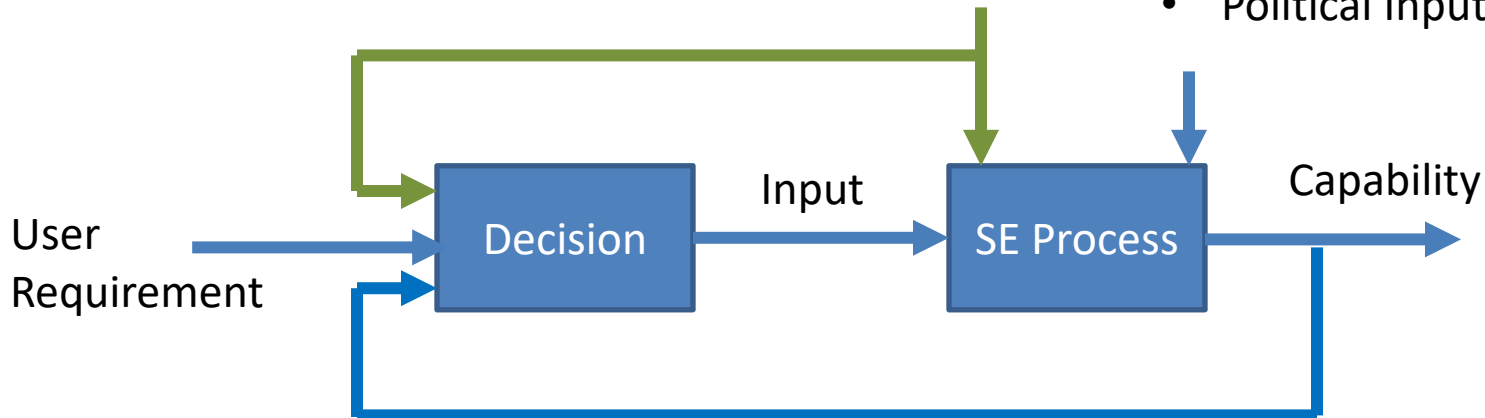 • Political Input
Capability
Input
User
Requirement
Decision
SE Process